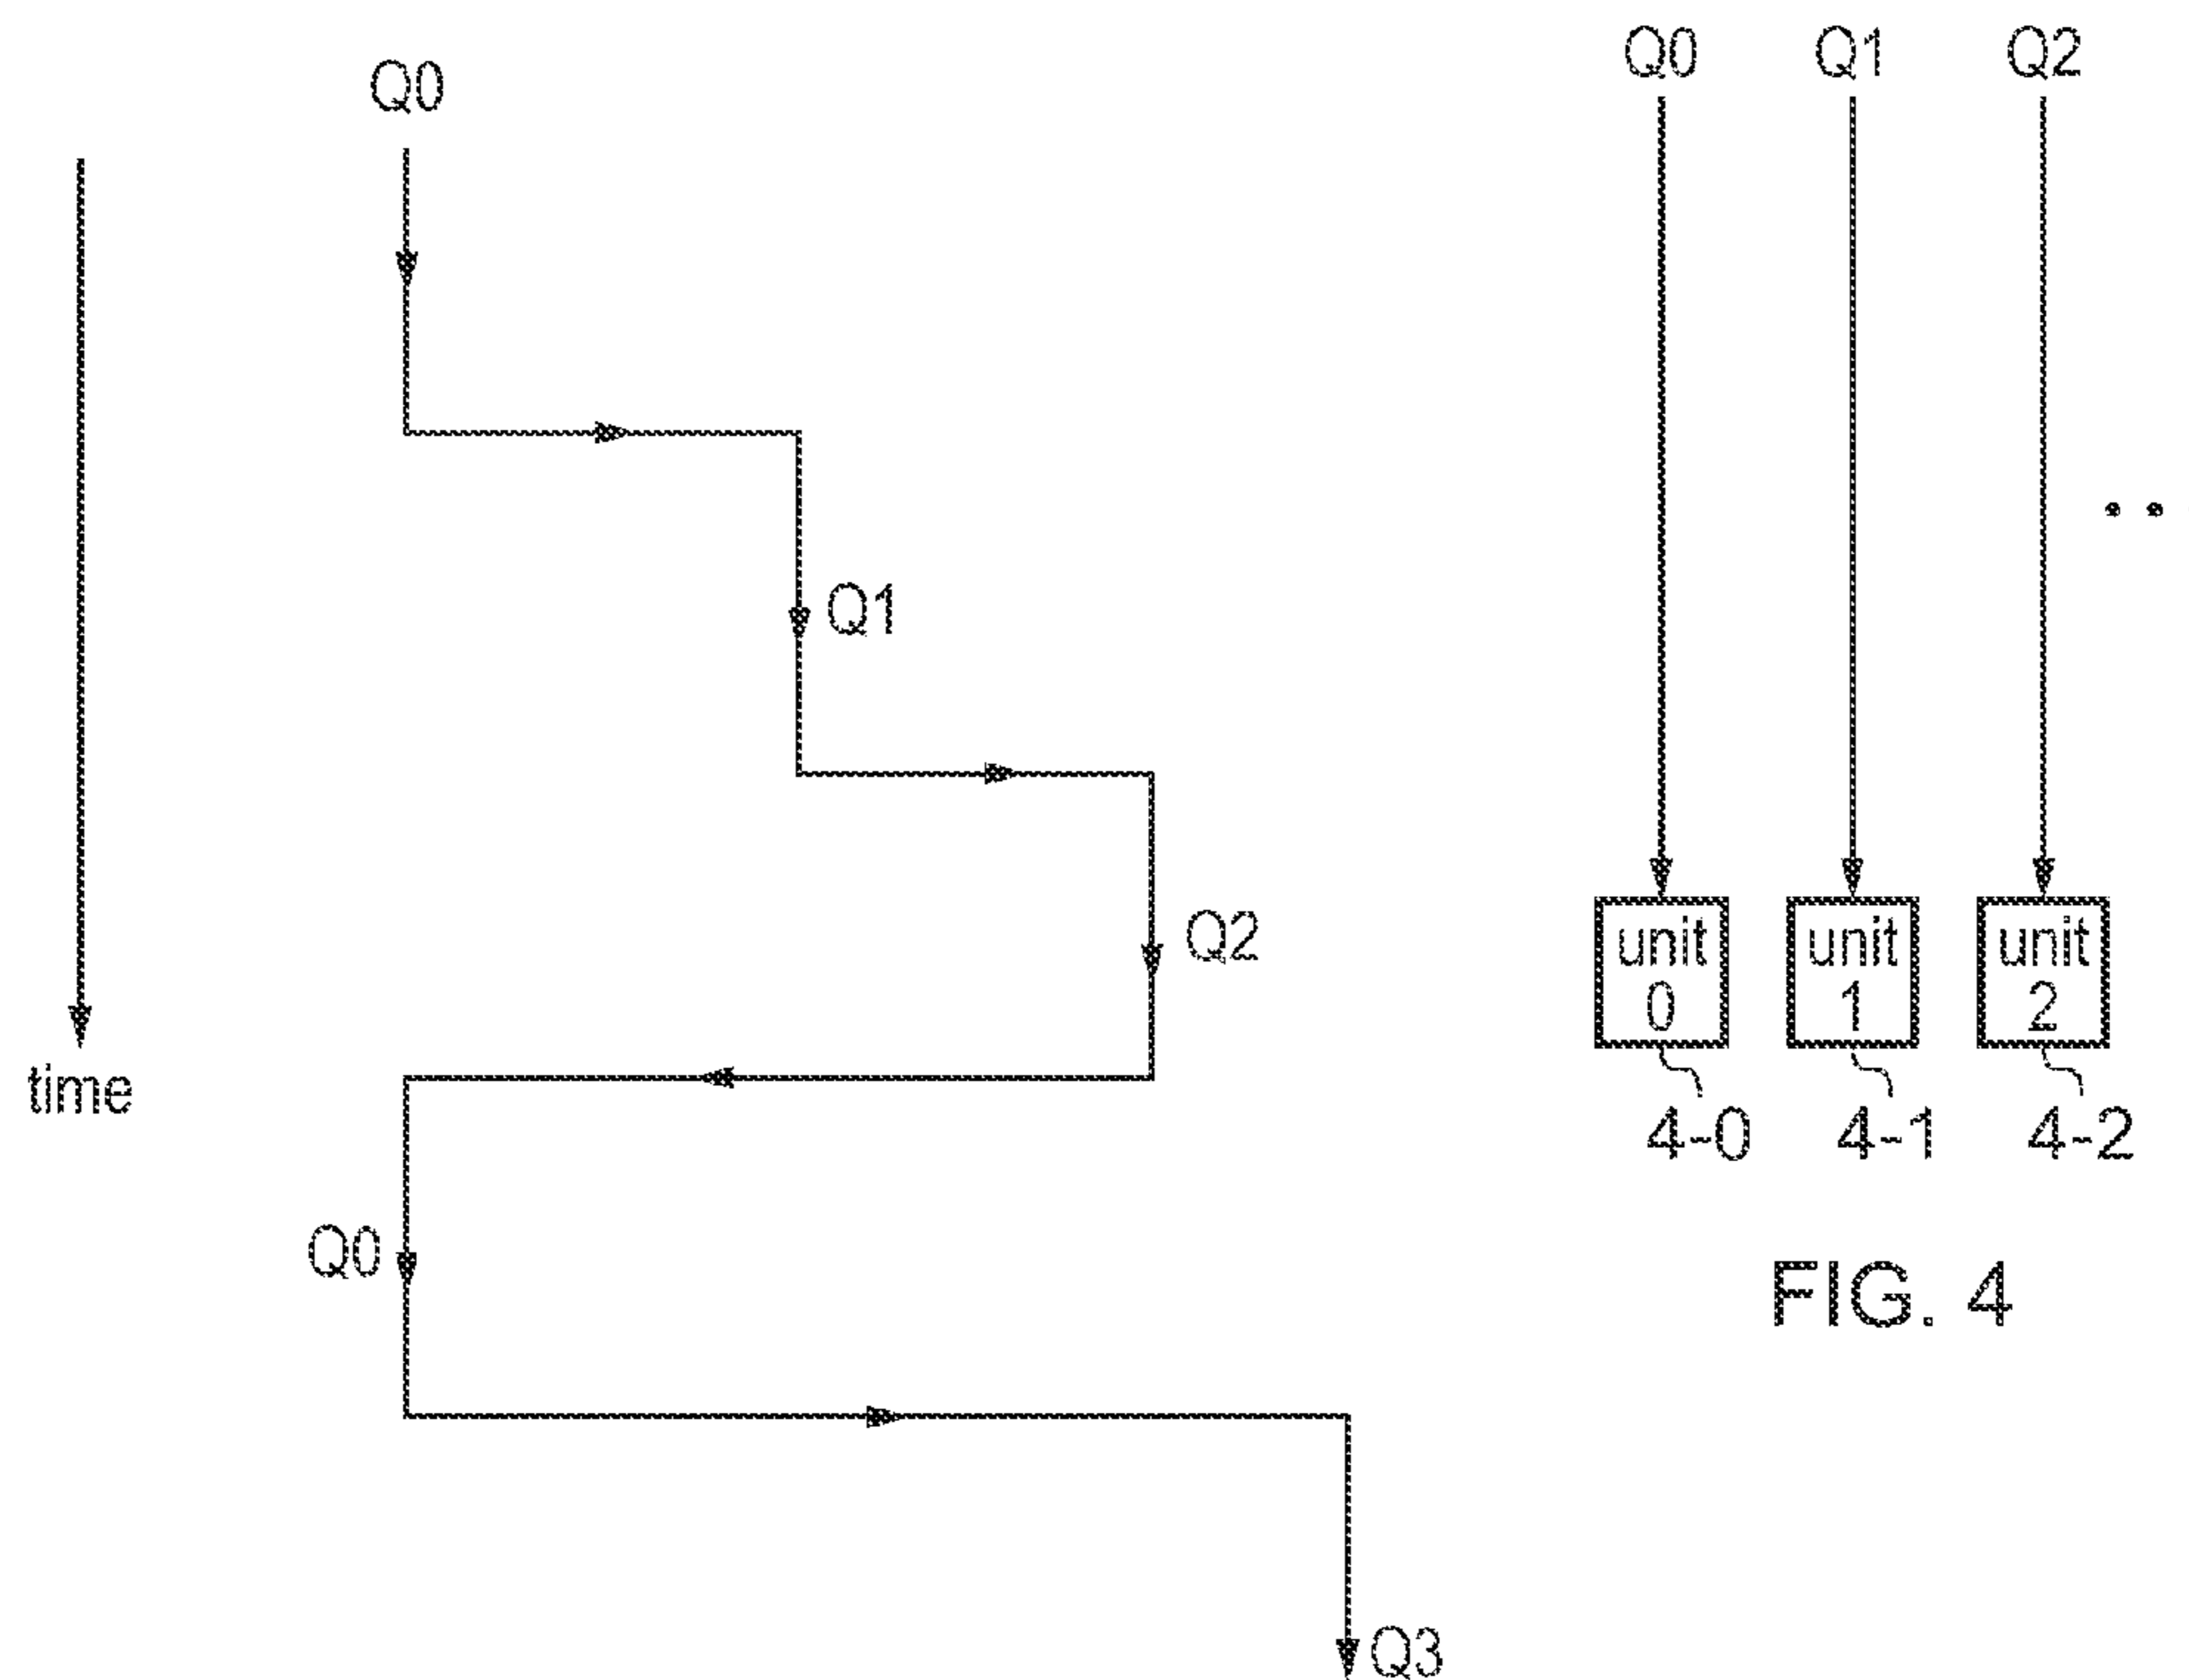 Q0
Q1
Q2
Q0
Q3
time
Q0 Q1 Q2
unit 0
unit 1
unit 2
4-0 4-1 4-2
FIG. 4